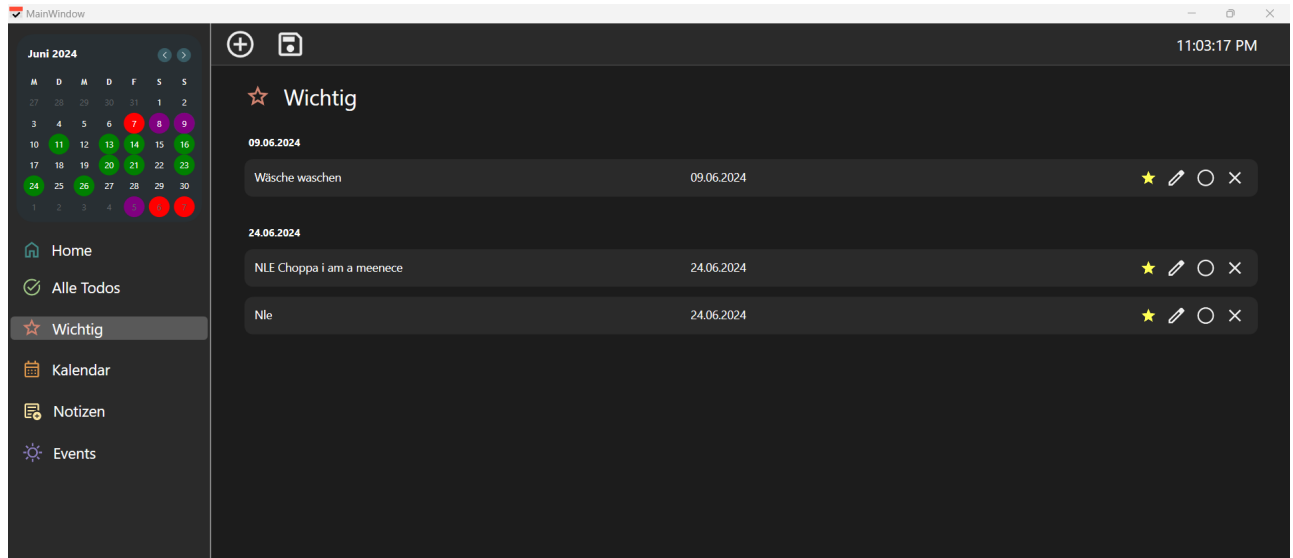 MainWindow
11:03:17 PM
Juni 2024
M D M D F S S
27 28 29 30 31 1 2
3 4 5 6 7 8 9
10 11 12 13 14 15 16
17 18 19 20 21 22 23
24 25 26 27 28 29 30
1 2 3 4 5 6 7
Home
Alle Todos
Wichtig
Kalendar
Notizen
Events
Wichtig
09.06.2024
Wäsche waschen 09.06.2024
24.06.2024
NLE Choppa i am a meenece 24.06.2024
Nle 24.06.2024